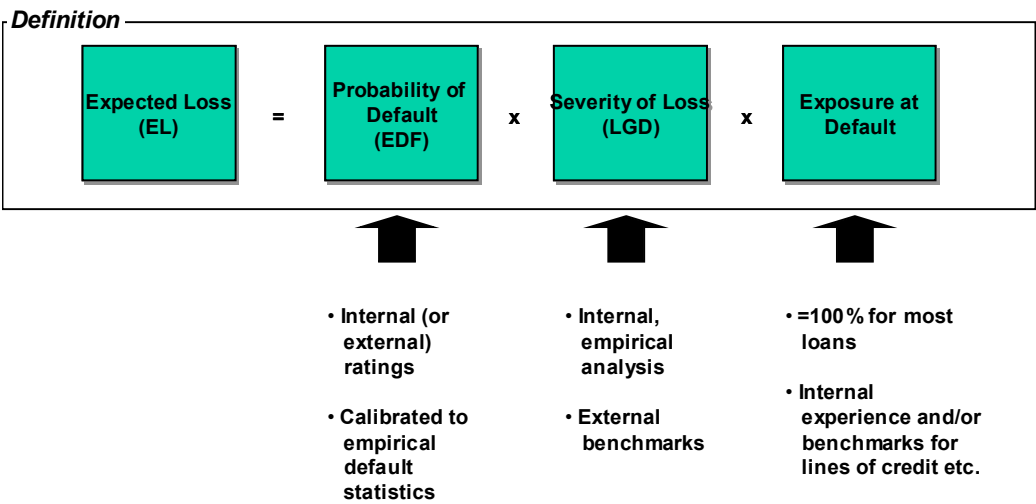 Definition
Expected Loss
(EL)
=
Probability of
Default
(EDF)
x
Severity of Loss
(LGD)
x
Exposure at
Default
• Internal (or
external)
ratings
• Calibrated to
empirical
default
statistics
• Internal,
empirical
analysis
• External
benchmarks
• =100% for most
loans
• Internal
experience and/or
benchmarks for
lines of credit etc.